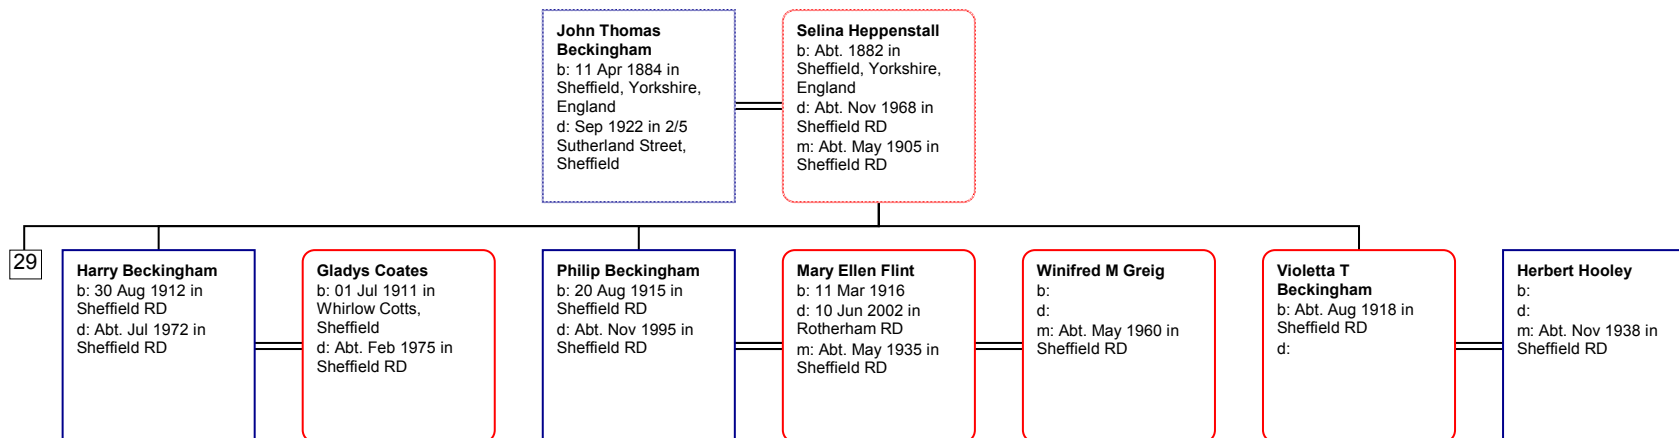 John Thomas
Beckingham
b: 11 Apr 1884 in
Sheffield, Yorkshire,
England
d: Sep 1922 in 2/5
Sutherland Street,
Sheffield
Selina Heppenstall
b: Abt. 1882 in
Sheffield, Yorkshire,
England
d: Abt. Nov 1968 in
Sheffield RD
m: Abt. May 1905 in
Sheffield RD
29
Harry Beckingham
b: 30 Aug 1912 in
Sheffield RD
d: Abt. Jul 1972 in
Sheffield RD
Gladys Coates
b: 01 Jul 1911 in
Whirlow Cotts,
Sheffield
d: Abt. Feb 1975 in
Sheffield RD
Philip Beckingham
b: 20 Aug 1915 in
Sheffield RD
d: Abt. Nov 1995 in
Sheffield RD
Mary Ellen Flint
b: 11 Mar 1916
d: 10 Jun 2002 in
Rotherham RD
m: Abt. May 1935 in
Sheffield RD
Winifred M Greig
b:
d:
m: Abt. May 1960 in
Sheffield RD
Violetta T
Beckingham
b: Abt. Aug 1918 in
Sheffield RD
d:
Herbert Hooley
b:
d:
m: Abt. Nov 1938 in
Sheffield RD